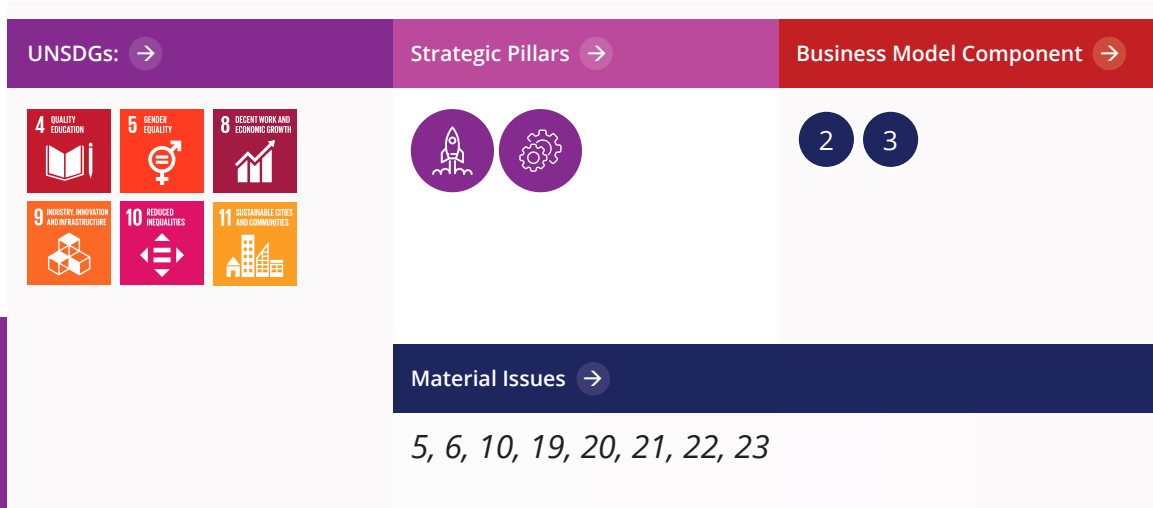 UNSDGs:
4 QUALITY
EDUCATION
5 GENDER
EQUALITY
8 DECENT WORK AND
ECONOMIC GROWTH
9 INDUSTRY, INNOVATION
AND INFRASTRUCTURE
10 REDUCED
INEQUALITIES
11 SUSTAINABLE CITIES
AND COMMUNITIES
Strategic Pillars
Business Model Component
2 3
Material Issues
5, 6, 10, 19, 20, 21, 22, 23